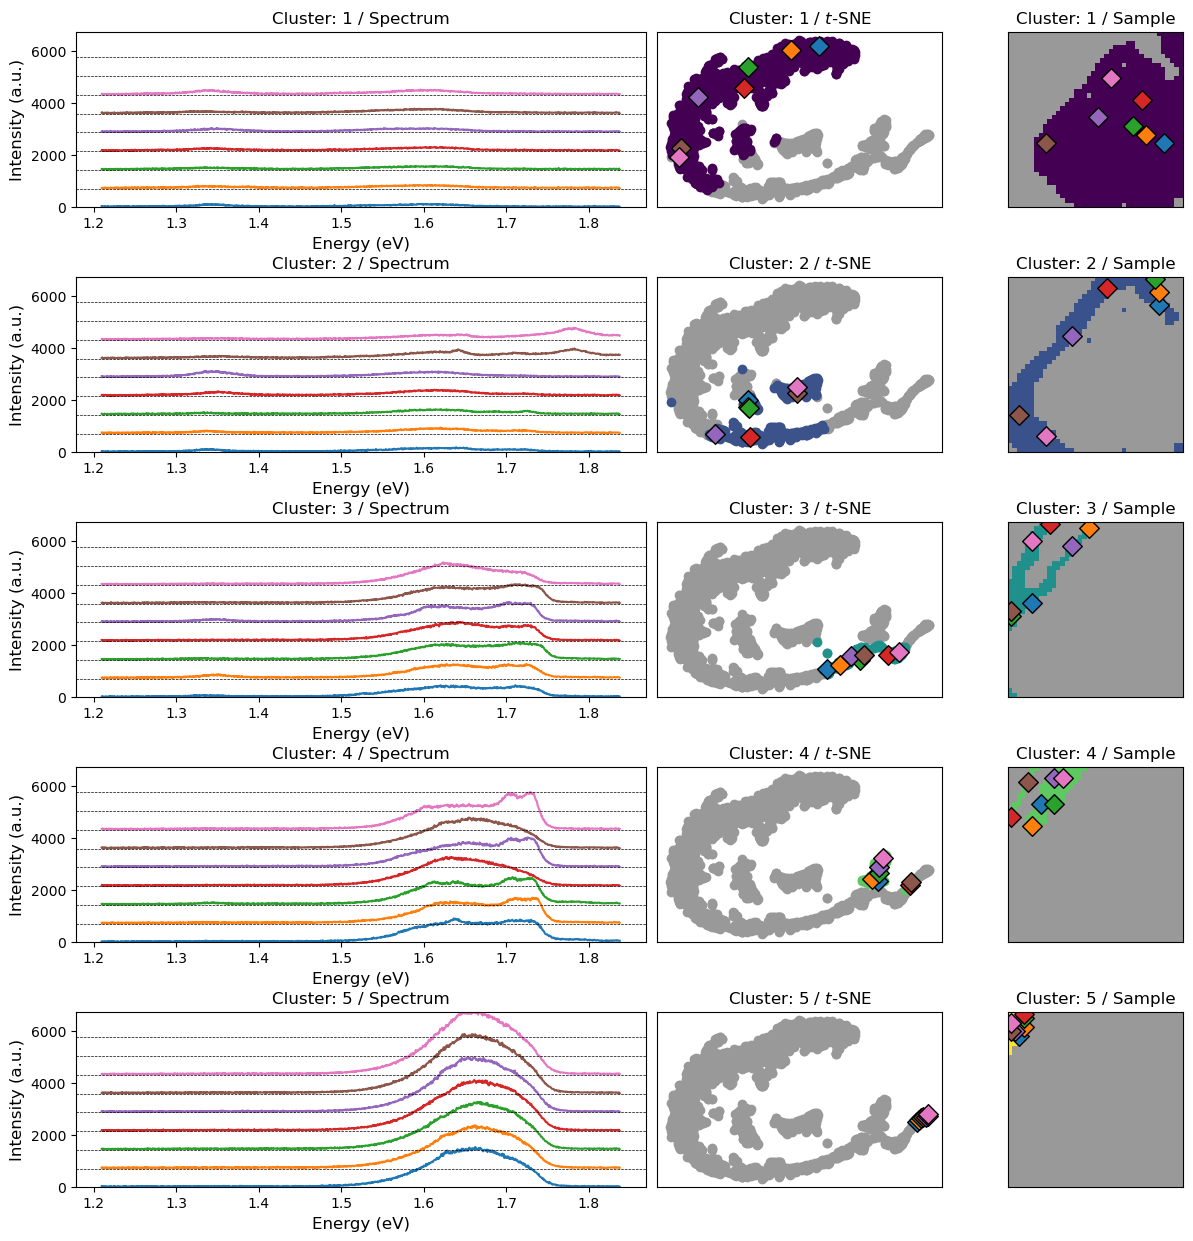 Cluster: 1 / Spectrum
Cluster: 1 / t-SNE
Cluster: 1 / Sample
Intensity (a.u.)
6000
4000
2000
0
1.2 1.3 1.4 1.5 1.6 1.7 1.8
Energy (eV)
Cluster: 2 / Spectrum
Cluster: 2 / t-SNE
Cluster: 2 / Sample
Intensity (a.u.)
6000
4000
2000
0
1.2 1.3 1.4 1.5 1.6 1.7 1.8
Energy (eV)
Cluster: 3 / Spectrum
Cluster: 3 / t-SNE
Cluster: 3 / Sample
Intensity (a.u.)
6000
4000
2000
0
1.2 1.3 1.4 1.5 1.6 1.7 1.8
Energy (eV)
Cluster: 4 / Spectrum
Cluster: 4 / t-SNE
Cluster: 4 / Sample
Intensity (a.u.)
6000
4000
2000
0
1.2 1.3 1.4 1.5 1.6 1.7 1.8
Energy (eV)
Cluster: 5 / Spectrum
Cluster: 5 / t-SNE
Cluster: 5 / Sample
Intensity (a.u.)
6000
4000
2000
0
1.2 1.3 1.4 1.5 1.6 1.7 1.8
Energy (eV)